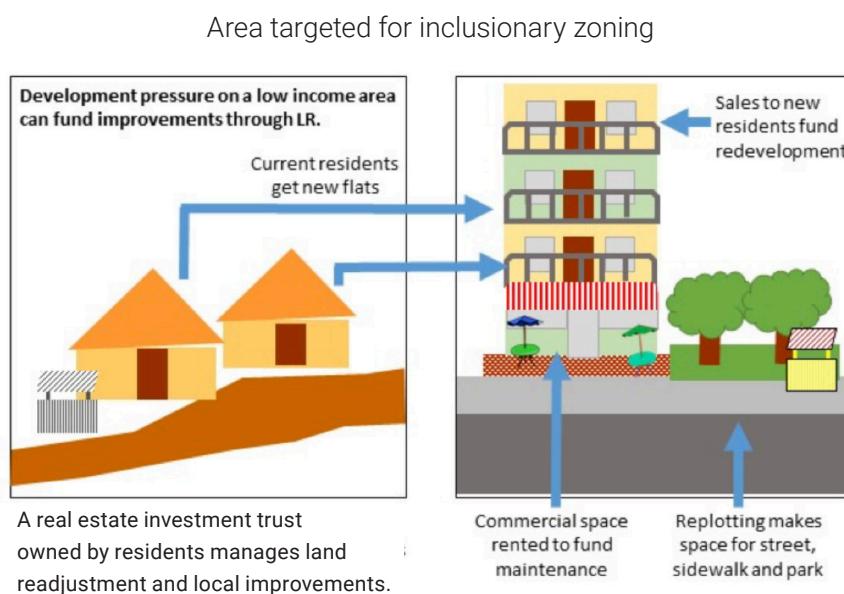 Area targeted for inclusionary zoning
Development pressure on a low income area
can fund improvements through LR.
Current residents
get new flats
Sales to new
residents fund
redevelopment
A real estate investment trust
owned by residents manages land
readjustment and local improvements.
Commercial space
rented to fund
maintenance
Replotting makes
space for street,
sidewalk and park